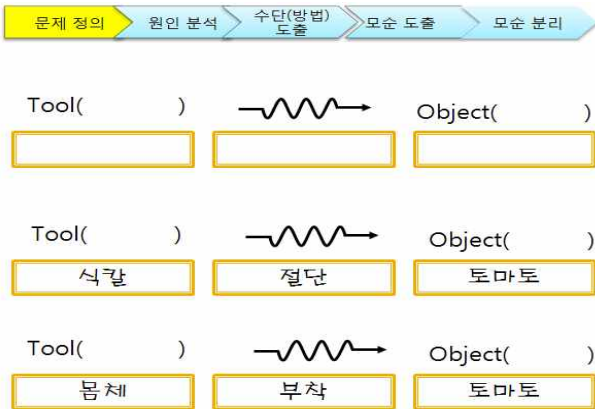 문제 정의
원인 분석
수단(방법)
도출
모순 도출
모순 분리
Tool( )
Object( )
Tool( )
Object( )
식칼
절단
토마토
Tool( )
Object( )
몸체
부착
토마토